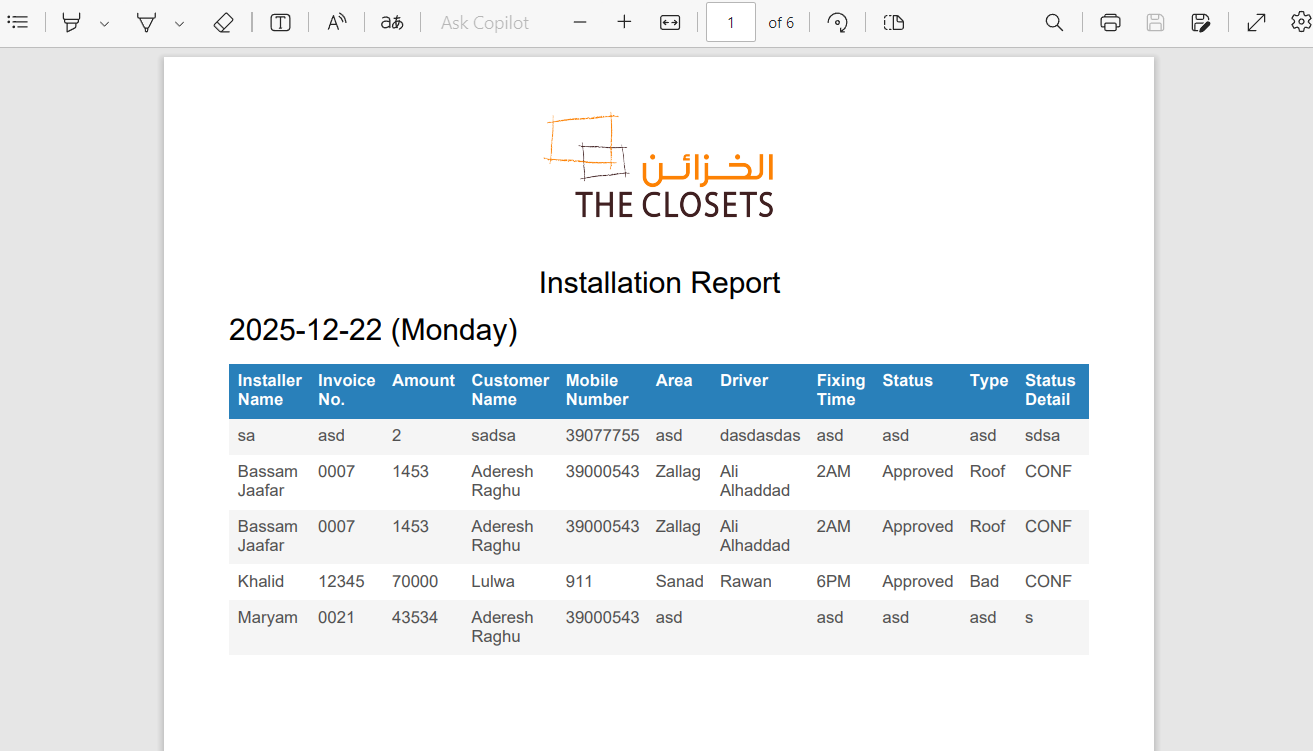 Ask Copilot
1 of 6
الخزائن
THE CLOSETS
Installation Report
2025-12-22 (Monday)
Installer Name Invoice No. Amount Customer Name Mobile Number Area Driver Fixing Time Status Type Status Detail
sa asd 2 sadsa 39077755 asd dasdasdas asd asd asd sdsa
Bassam Jaafar 0007 1453 Aderesh Raghu 39000543 Zallag Ali Alhaddad 2AM Approved Roof CONF
Bassam Jaafar 0007 1453 Aderesh Raghu 39000543 Zallag Ali Alhaddad 2AM Approved Roof CONF
Khalid 12345 70000 Lulwa 911 Sanad Rawan 6PM Approved Bad CONF
Maryam 0021 43534 Aderesh Raghu 39000543 asd asd asd asd s